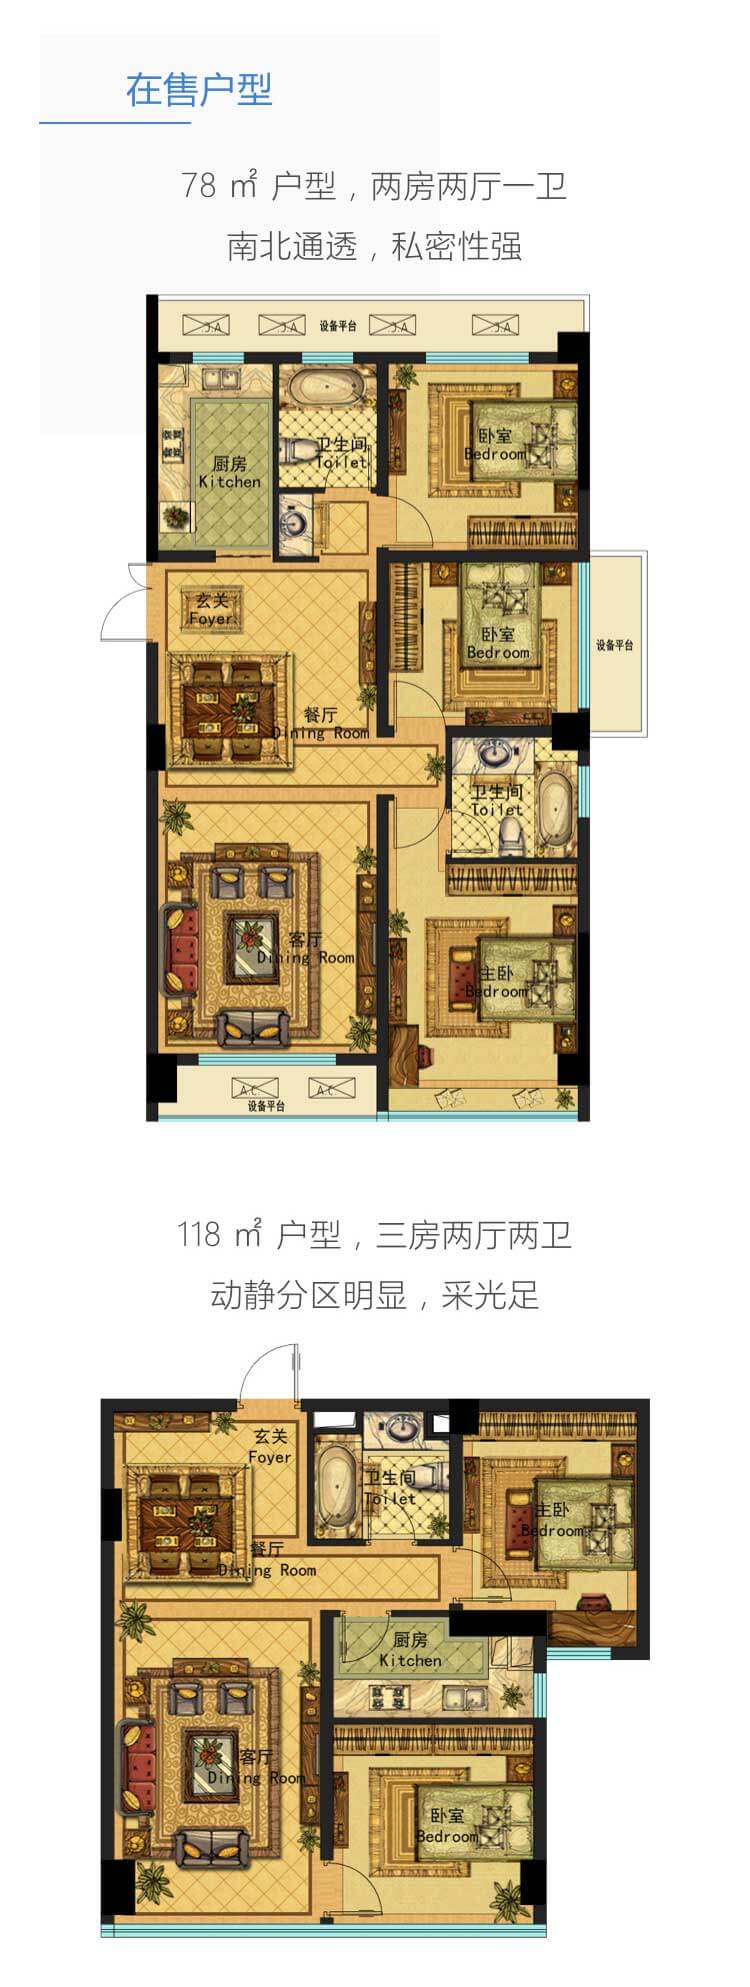 在售户型
78 ㎡ 户型，两房两厅一卫
南北通透，私密性强
设备平台
卧室
Bedroom
卫生间
Toilet
厨房
Kitchen
玄关
Foyer
卧室
Bedroom
设备平台
餐厅
Dining Room
卫生间
Toilet
客厅
Dining Room
主卧
Bedroom
A.C
A.C
设备平台
118 ㎡ 户型，三房两厅两卫
动静分区明显，采光足
玄关
Foyer
卫生间
Toilet
主卧
Bedroom
餐厅
Dining Room
厨房
Kitchen
客厅
Dining Room
卧室
Bedroom